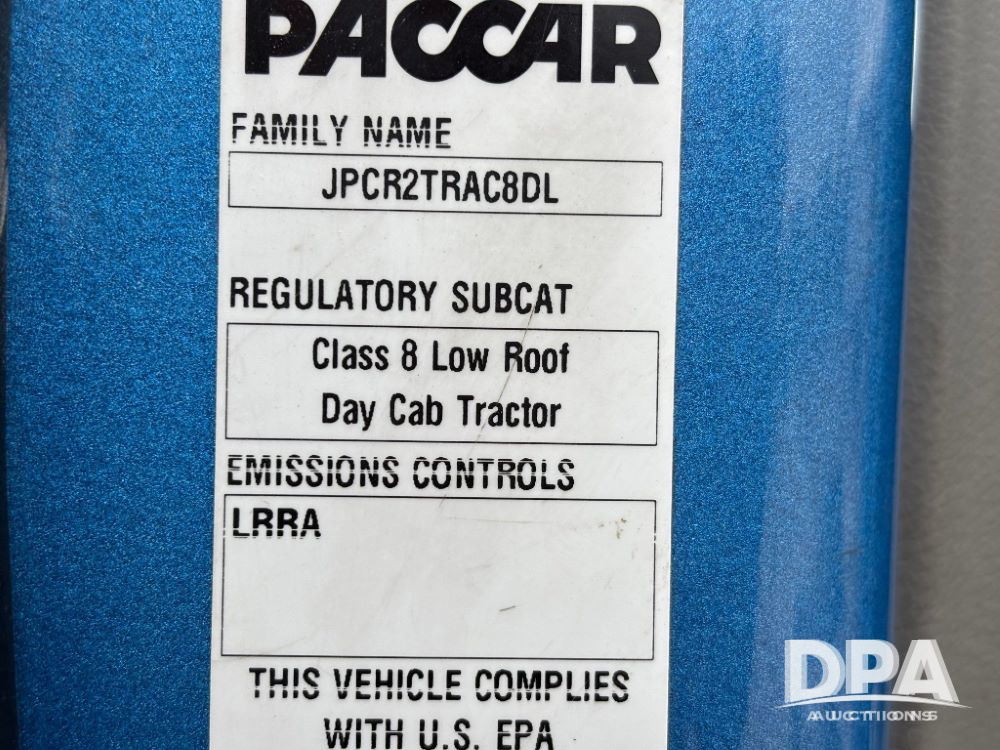 PACCAR
FAMILY NAME
JPCR2TRAC8DL
REGULATORY SUBCAT
Class 8 Low Roof
Day Cab Tractor
EMISSIONS CONTROLS
LRRA
THIS VEHICLE COMPLIES
WITH U.S. EPA
DPA
AUCTIONS